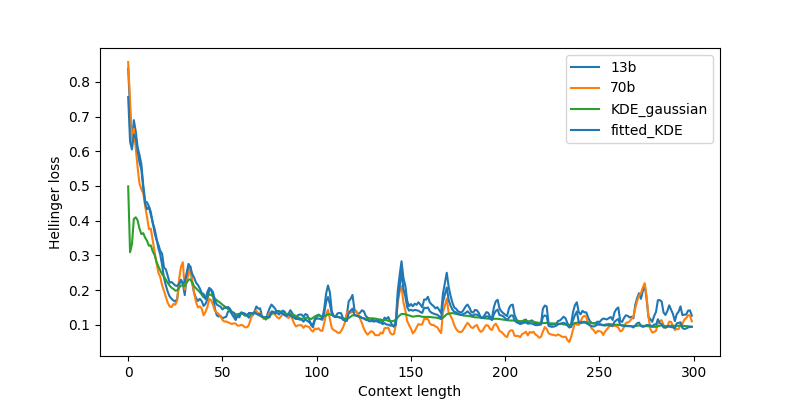 13b
70b
KDE_gaussian
fitted_KDE
Hellinger loss
0.8
0.7
0.6
0.5
0.4
0.3
0.2
0.1
0 50 100 150 200 250 300
Context length